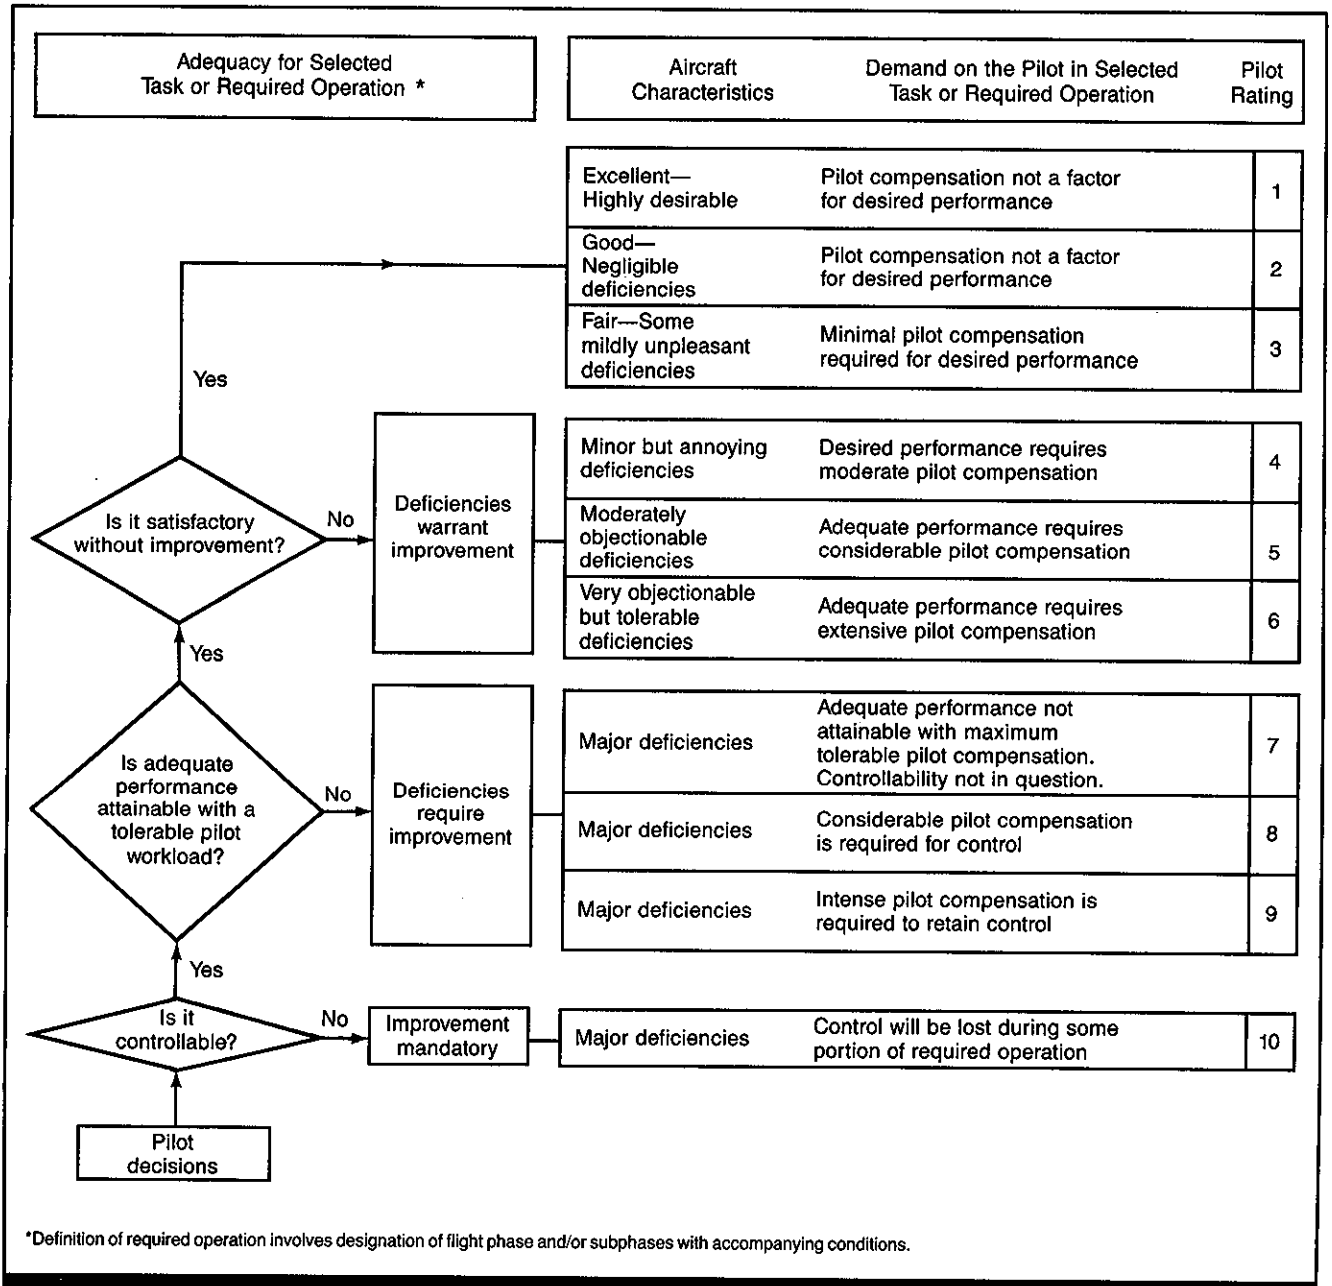 Adequacy for Selected
Task or Required Operation *
Aircraft
Characteristics
Demand on the Pilot in Selected
Task or Required Operation
Pilot
Rating
Excellent—
Highly desirable
Pilot compensation not a factor
for desired performance
1
Good—
Negligible
deficiencies
Pilot compensation not a factor
for desired performance
2
Fair—Some
mildly unpleasant
deficiencies
Minimal pilot compensation
required for desired performance
3
Yes
Is it satisfactory
without improvement?
No
Deficiencies
warrant
improvement
Minor but annoying
deficiencies
Desired performance requires
moderate pilot compensation
4
Moderately
objectionable
deficiencies
Adequate performance requires
considerable pilot compensation
5
Very objectionable
but tolerable
deficiencies
Adequate performance requires
extensive pilot compensation
6
Yes
Is adequate
performance
attainable with a
tolerable pilot
workload?
No
Deficiencies
require
improvement
Major deficiencies
Adequate performance not
attainable with maximum
tolerable pilot compensation.
Controllability not in question.
7
Major deficiencies
Considerable pilot compensation
is required for control
8
Major deficiencies
Intense pilot compensation is
required to retain control
9
Yes
Is it
controllable?
No
Improvement
mandatory
Major deficiencies
Control will be lost during some
portion of required operation
10
Pilot
decisions
*Definition of required operation involves designation of flight phase and/or subphases with accompanying conditions.